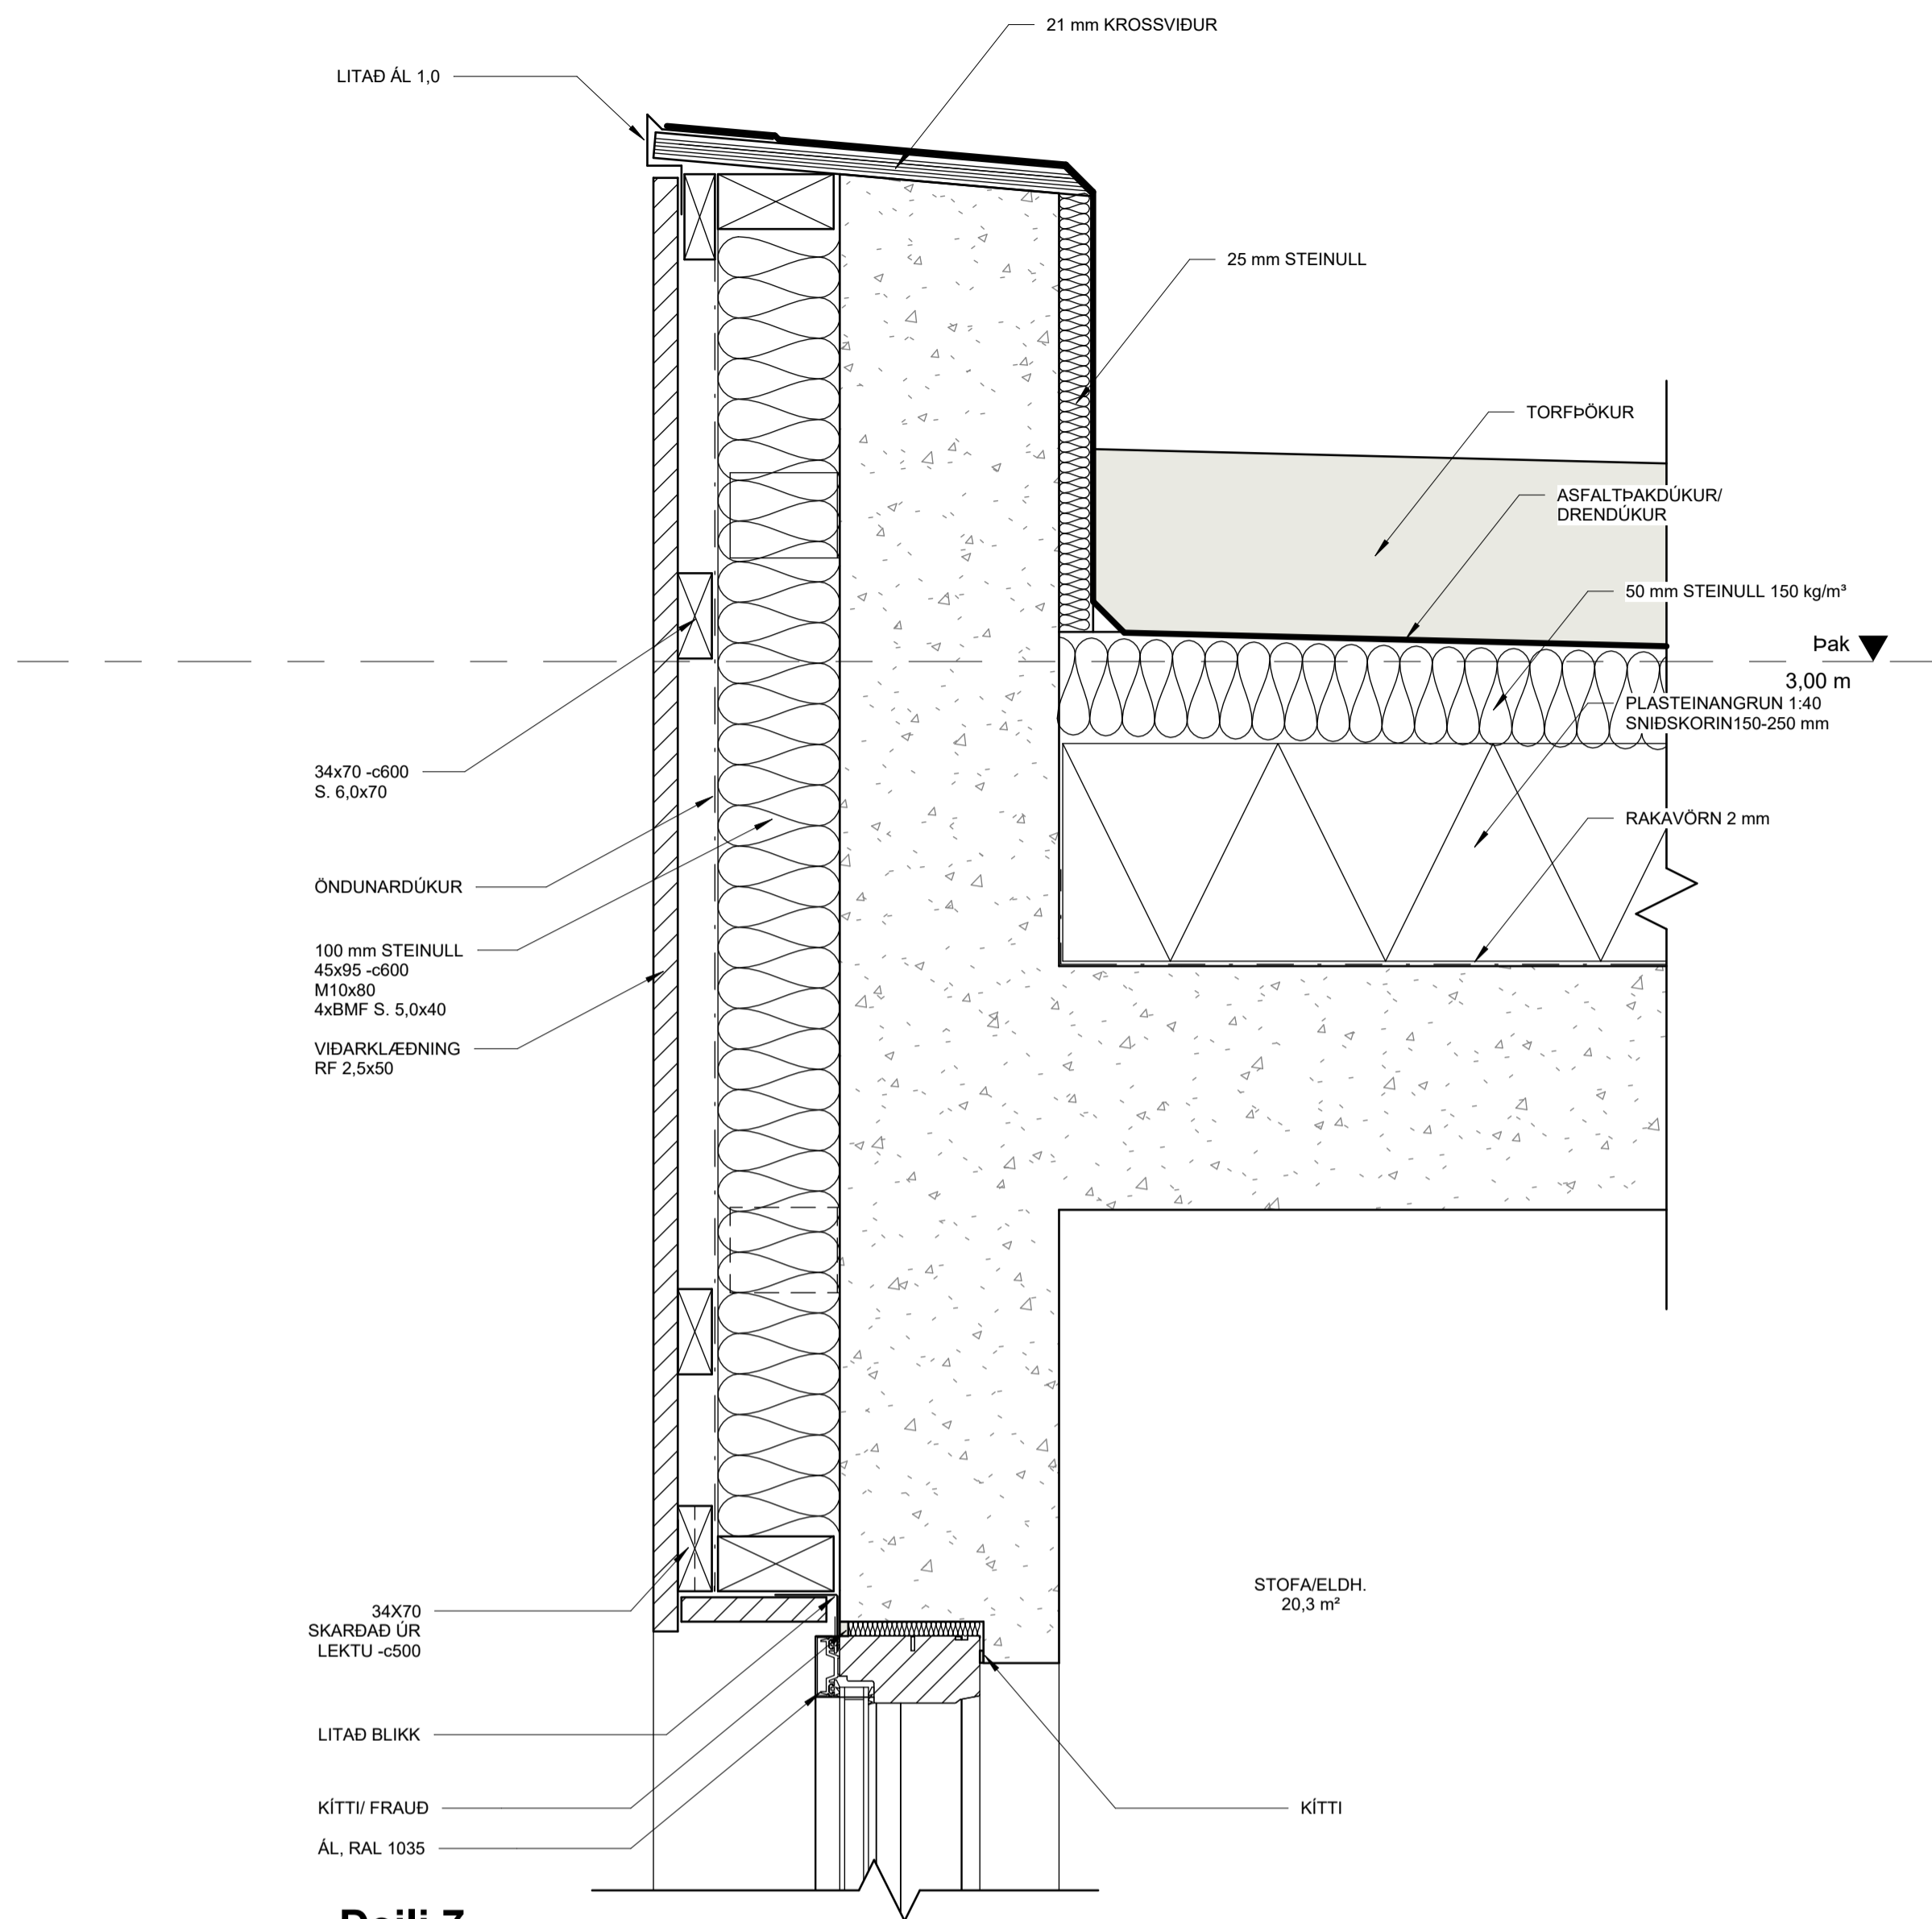 21 mm KROSSVIÐUR
LITAÐ ÁL 1,0
25 mm STEINULL
TORFÞÖKUR
ASFALTÞAKDÚKUR/
DRENDÚKUR
50 mm STEINULL 150 kg/m³
Þak
3,00 m
PLASTEINANGRUN 1:40
SNIÐSKORIN150-250 mm
RAKAVÖRN 2 mm
34x70 -c600
S. 6,0x70
ÖNDUNARDÚKUR
100 mm STEINULL
45x95 -c600
M10x80
4xBMF S. 5,0x40
VIÐARKLÆÐNING
RF 2,5x50
STOFA/ELDH.
20,3 m²
34X70
SKARÐAÐ ÚR
LEKTU -c500
LITAÐ BLIKK
KÍTTI/ FRAUÐ
KÍTTI
ÁL, RAL 1035